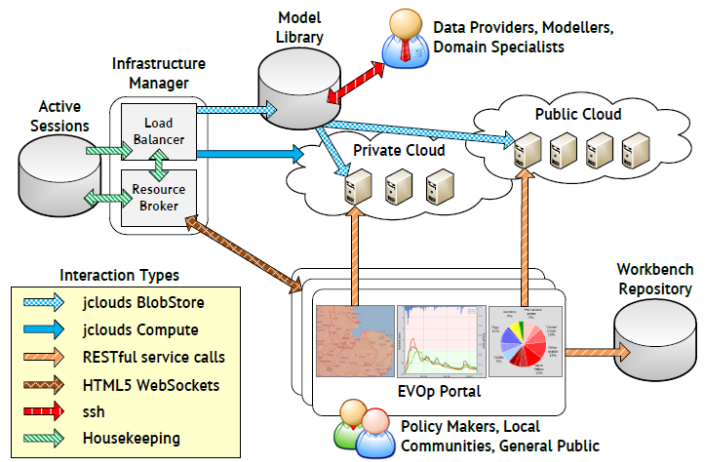 Model
Library
Data Providers, Modellers,
Domain Specialists
Infrastructure
Manager
Active
Sessions
Load
Balancer
Resource
Broker
Public Cloud
Private Cloud
Interaction Types
jclouds BlobStore
jclouds Compute
RESTful service calls
HTML5 WebSockets
ssh
Housekeeping
Workbench
Repository
EVOp Portal
Policy Makers, Local
Communities, General Public